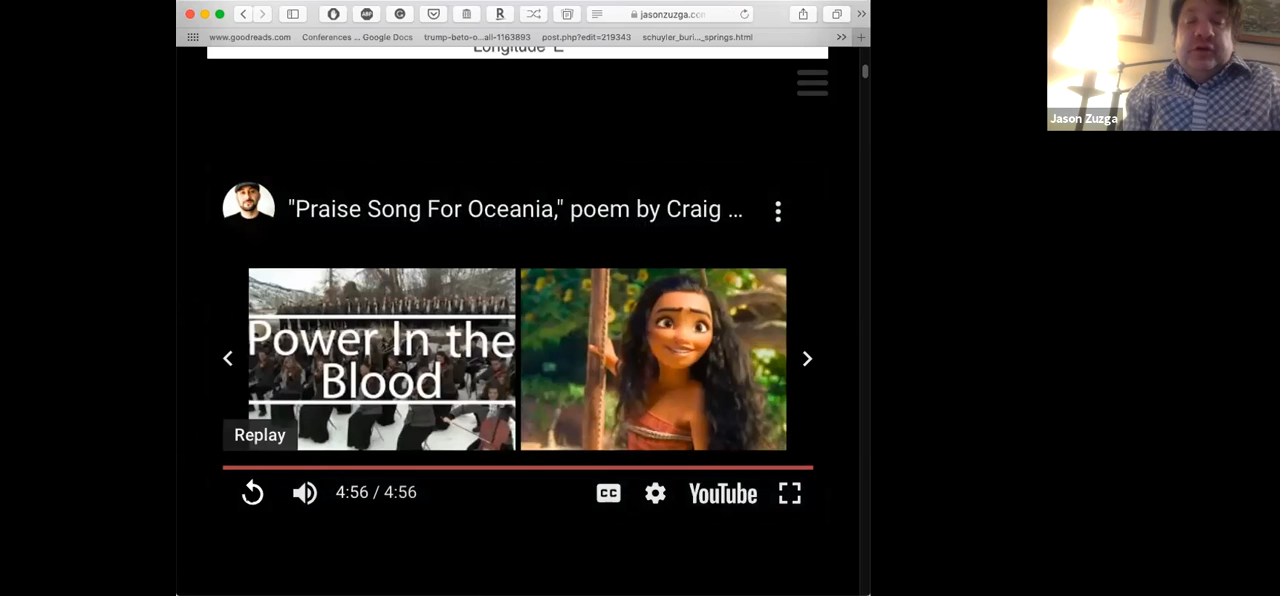 jasonzuzga.com
www.goodreads.com Conferences ... Google Docs trump-beto-o...all-1163893 post.php?edit=219343 schuyler_buri..._springs.html
Longitude E
Jason Zuzga
"Praise Song For Oceania," poem by Craig ...
Power In the
Blood
Replay
4:56 / 4:56 CC YouTube